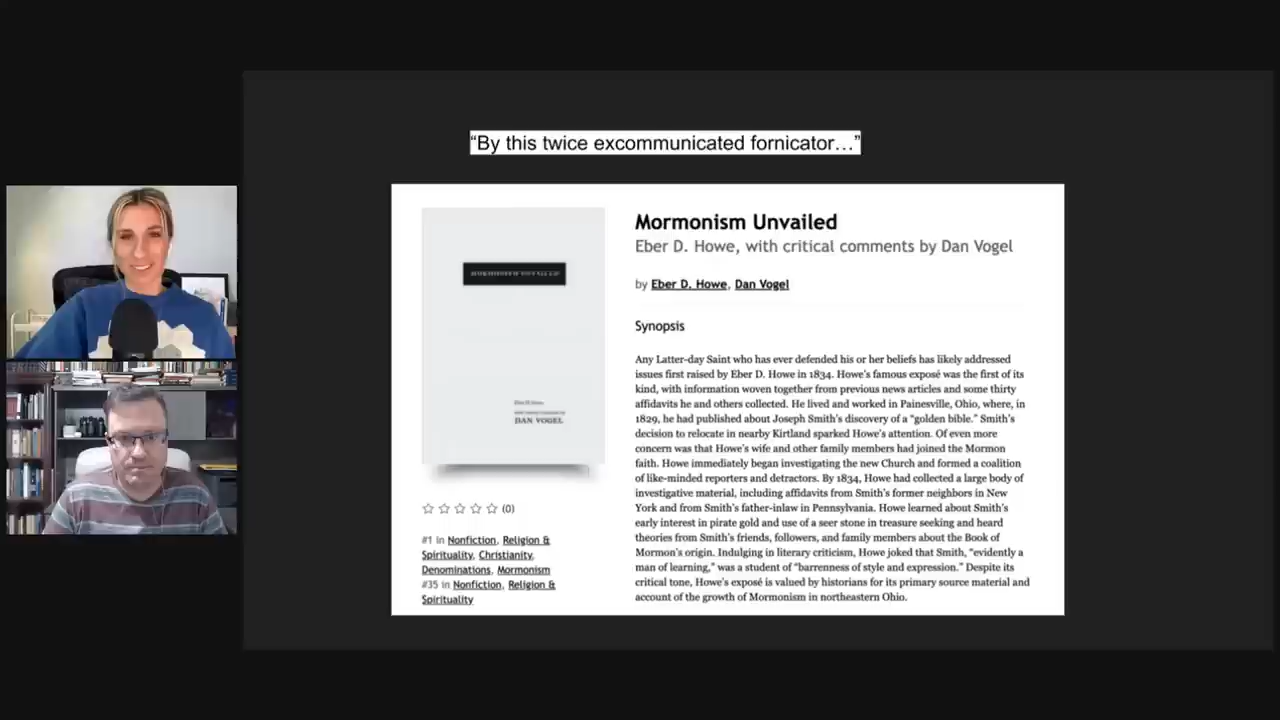 “By this twice excommunicated fornicator…”
Mormonism Unvailed
Eber D. Howe, with critical comments by Dan Vogel
by Eber D. Howe, Dan Vogel
Synopsis
Any Latter-day Saint who has ever defended his or her beliefs has likely addressed
issues first raised by Eber D. Howe in 1834. Howe's famous exposé was the first of its
kind, with information woven together from previous news articles and some thirty
affidavits he and others collected. He lived and worked in Painesville, Ohio, where, in
1829, he had published about Joseph Smith's discovery of a “golden bible.” Smith's
decision to relocate in nearby Kirtland sparked Howe's attention. Of even more
concern was that Howe's wife and other family members had joined the Mormon
faith. Howe immediately began investigating the new Church and formed a coalition
of like-minded reporters and detractors. By 1834, Howe had collected a large body of
investigative material, including affidavits from Smith's former neighbors in New
York and from Smith's father-inlaw in Pennsylvania. Howe learned about Smith's
early interest in pirate gold and use of a seer stone in treasure seeking and heard
theories from Smith's friends, followers, and family members about the Book of
Mormon's origin. Indulging in literary criticism, Howe joked that Smith, “evidently a
man of learning,” was a student of “barrenness of style and expression.” Despite its
critical tone, Howe's exposé is valued by historians for its primary source material and
account of the growth of Mormonism in northeastern Ohio.
DAN VOGEL
(0)
#1 in Nonfiction, Religion &
Spirituality, Christianity,
Denominations, Mormonism
#35 in Nonfiction, Religion &
Spirituality